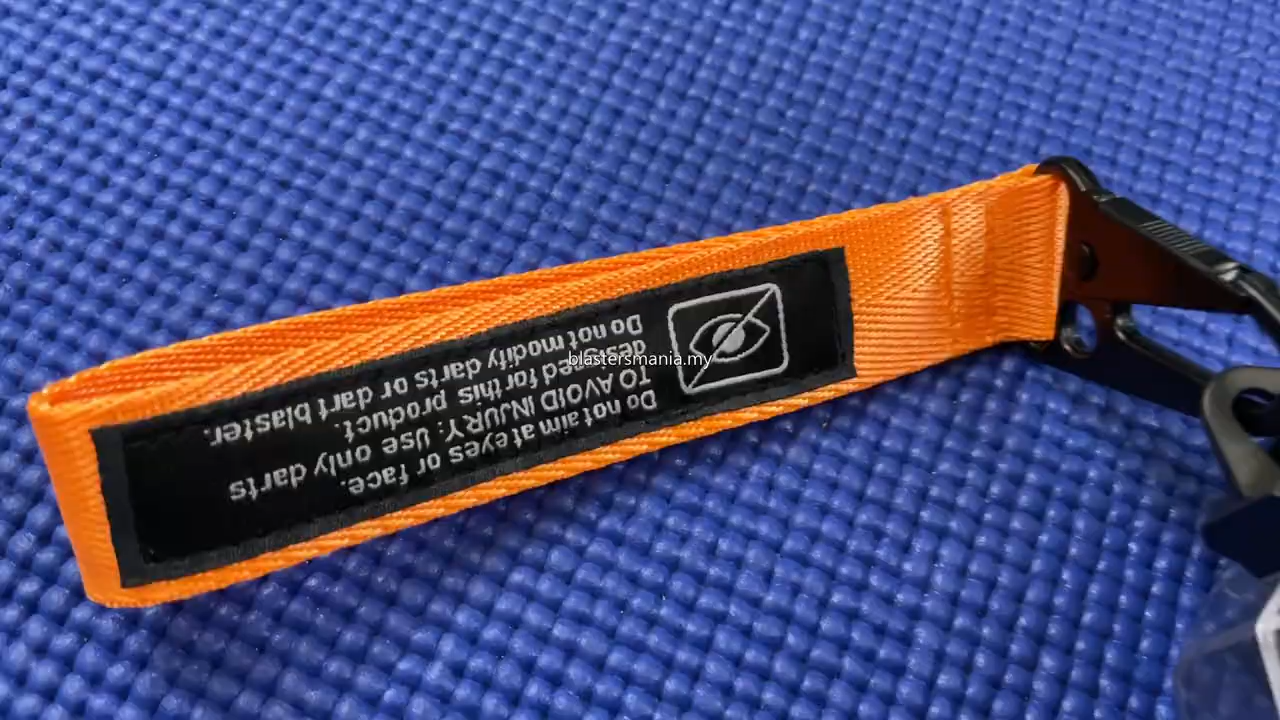 Do not aim at eyes or face.
TO AVOID INJURY: Use only darts
designed for this product.
Do not modify darts or dart blaster.
blastersmania.my